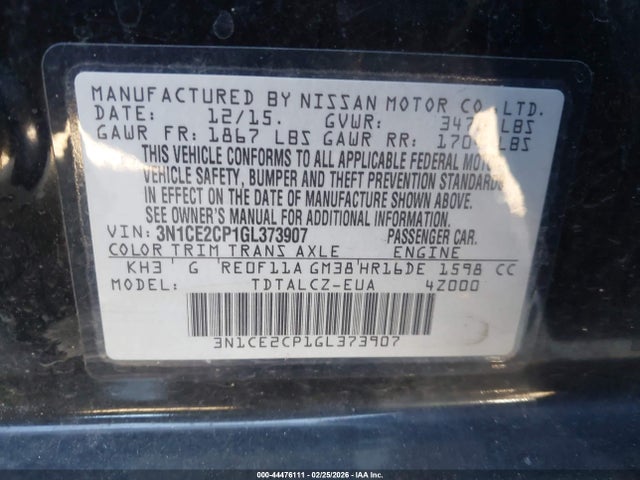 MANUFACTURED BY NISSAN MOTOR CO., LTD.
DATE: 12/15. GVWR: LBS
GAWR FR: 1867 LBS GAWR RR: LBS
THIS VEHICLE CONFORMS TO ALL APPLICABLE FEDERAL MOTOR
VEHICLE SAFETY, BUMPER AND THEFT PREVENTION STANDARDS
IN EFFECT ON THE DATE OF MANUFACTURE SHOWN ABOVE.
SEE OWNER'S MANUAL FOR ADDITIONAL INFORMATION.
VIN: 3N1CE2CP1GL373907 PASSENGER CAR.
COLOR TRIM TRANS AXLE ENGINE
KH3 G RE0F11A GM38 HR16DE 1598 CC
MODEL: TDTALCZ-EUA 4Z000
3N1CE2CP1GL373907
000-44476111 - 02/25/2026 - IAA Inc.